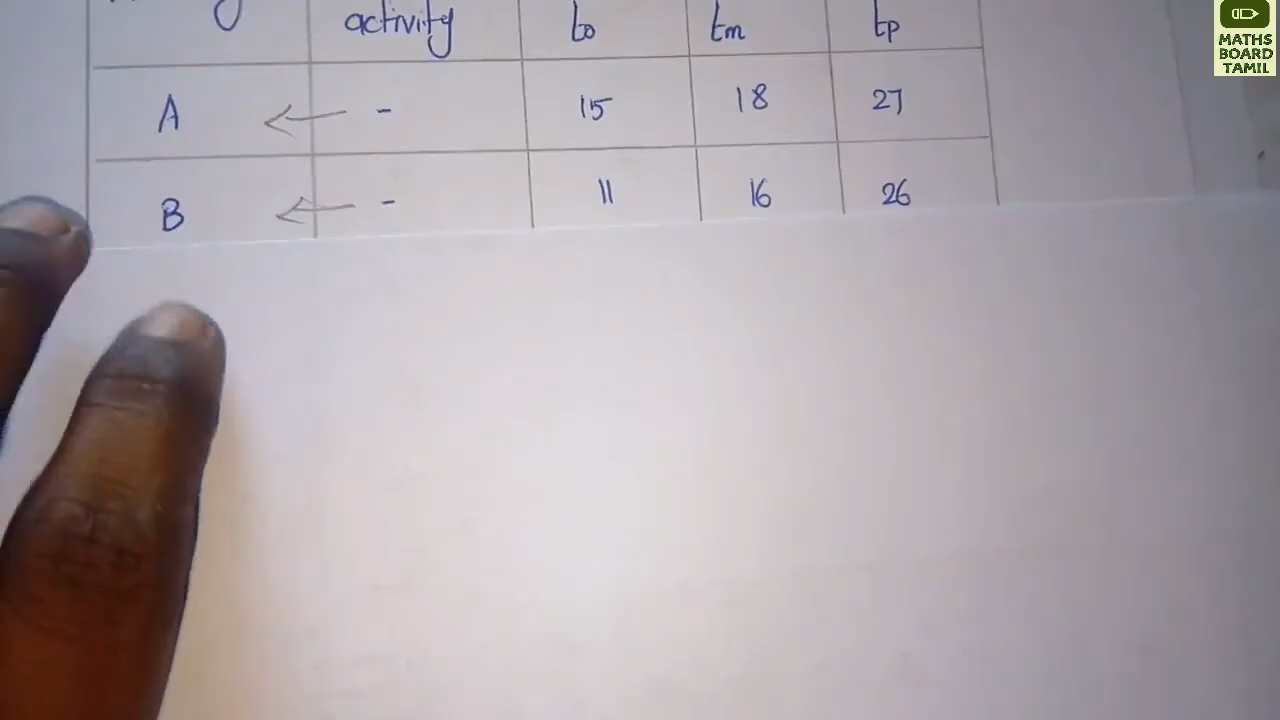 activity to tm tp
A - 15 18 27
B - 11 16 26
MATHS
BOARD
TAMIL